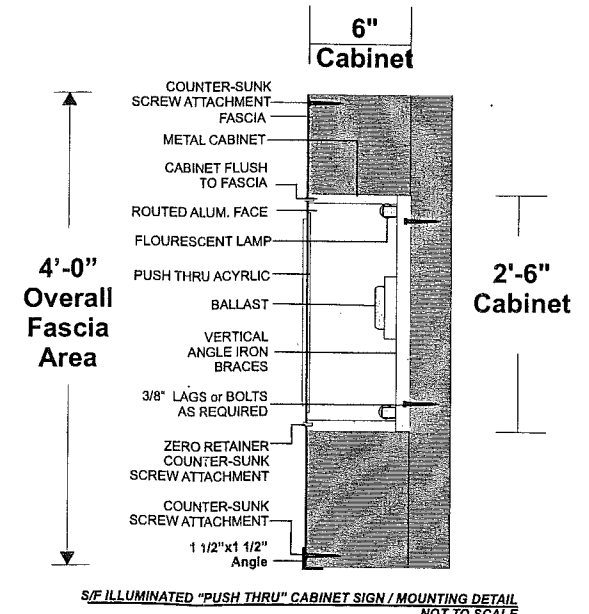 6"
Cabinet
COUNTER-SUNK
SCREW ATTACHMENT
FASCIA
METAL CABINET
CABINET FLUSH
TO FASCIA
ROUTED ALUM. FACE
FLOURESCENT LAMP
PUSH THRU ACYRLIC
BALLAST
VERTICAL
ANGLE IRON
BRACES
3/8" LAGS or BOLTS
AS REQUIRED
ZERO RETAINER
COUNTER-SUNK
SCREW ATTACHMENT
COUNTER-SUNK
SCREW ATTACHMENT
1 1/2"x1 1/2"
Angle
4'-0"
Overall
Fascia
Area
2'-6"
Cabinet
S/F ILLUMINATED "PUSH THRU" CABINET SIGN / MOUNTING DETAIL
NOT TO SCALE